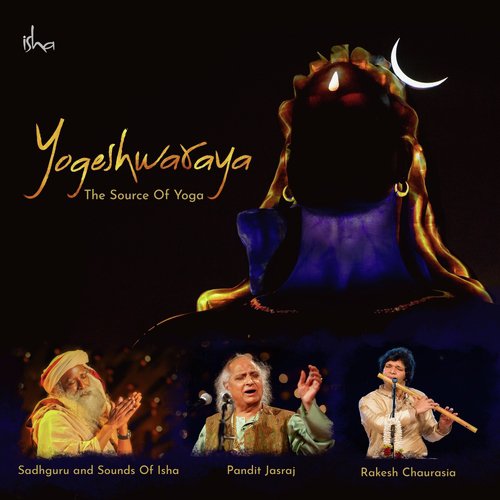 isha
Yogeshwaraya
The Source Of Yoga
Sadhguru and Sounds Of Isha
Pandit Jasraj
Rakesh Chaurasia